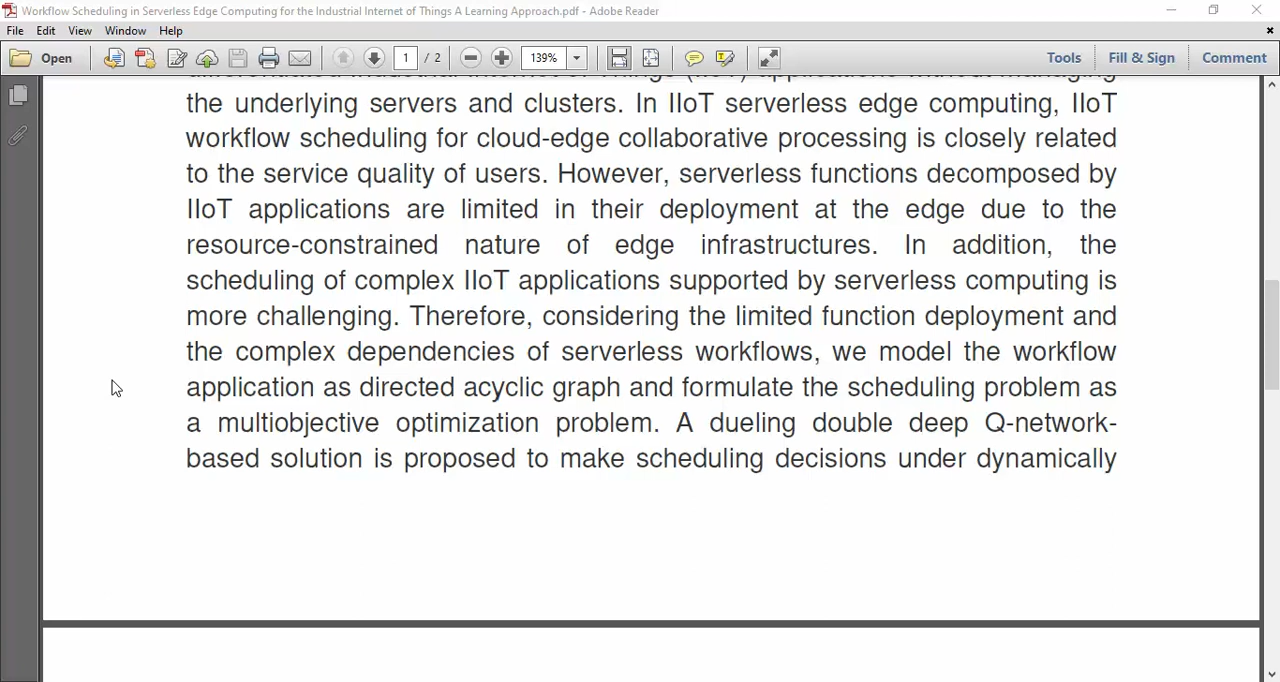 Workflow Scheduling in Serverless Edge Computing for the Industrial Internet of Things A Learning Approach.pdf - Adobe Reader
File Edit View Window Help
Open 1 / 2 139% Tools Fill & Sign Comment
the underlying servers and clusters. In IIoT serverless edge computing, IIoT
workflow scheduling for cloud-edge collaborative processing is closely related
to the service quality of users. However, serverless functions decomposed by
IIoT applications are limited in their deployment at the edge due to the
resource-constrained nature of edge infrastructures. In addition, the
scheduling of complex IIoT applications supported by serverless computing is
more challenging. Therefore, considering the limited function deployment and
the complex dependencies of serverless workflows, we model the workflow
application as directed acyclic graph and formulate the scheduling problem as
a multiobjective optimization problem. A dueling double deep Q-network-
based solution is proposed to make scheduling decisions under dynamically